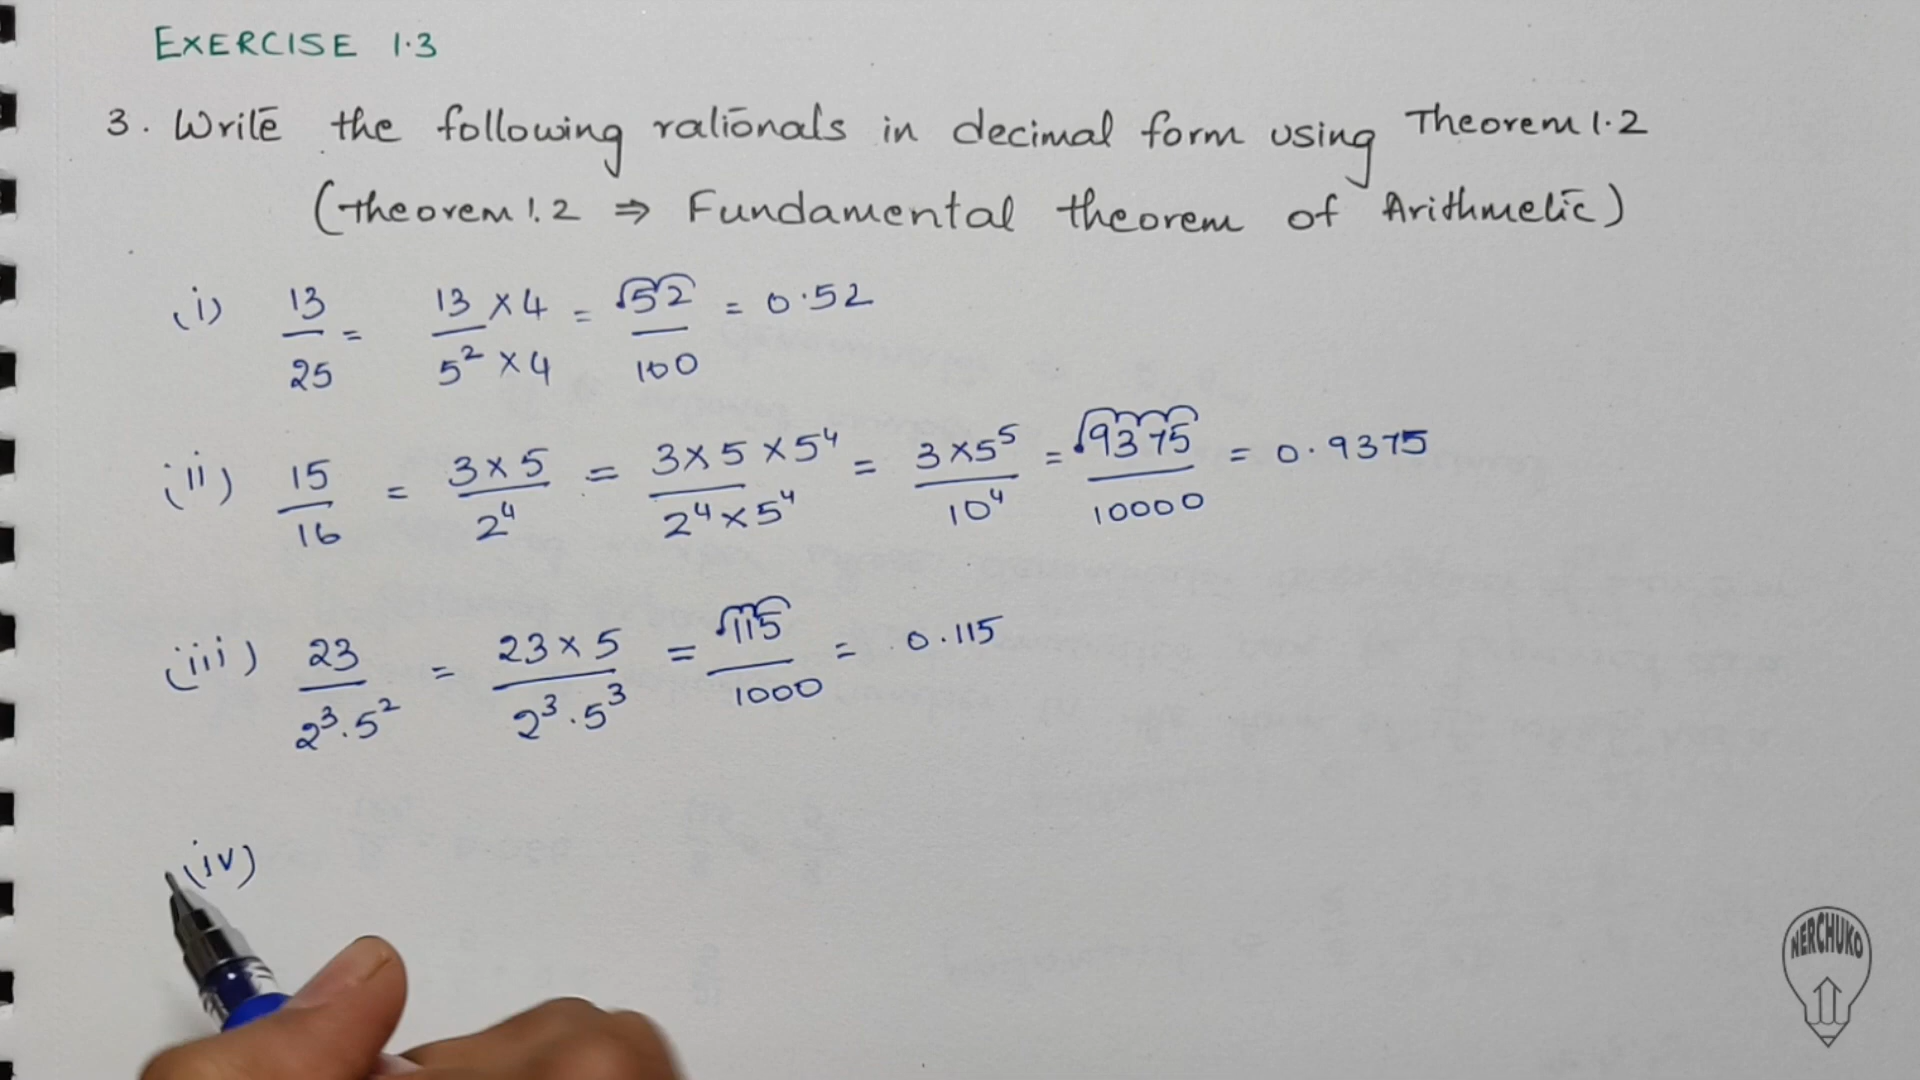 EXERCISE 1.3
3. Write the following rationals in decimal form using Theorem 1.2
(Theorem 1.2 ⇒ Fundamental theorem of Arithmetic)
(i) 13/25 = 13 × 4/5² × 4 = 52/100 = 0.52
(ii) 15/16 = 3 × 5/2⁴ = 3 × 5 × 5⁴/2⁴ × 5⁴ = 3 × 5⁵/10⁴ = 9375/10000 = 0.9375
(iii) 23/2³.5² = 23 × 5/2³.5³ = 115/1000 = 0.115
(iv)
NERCHUKO